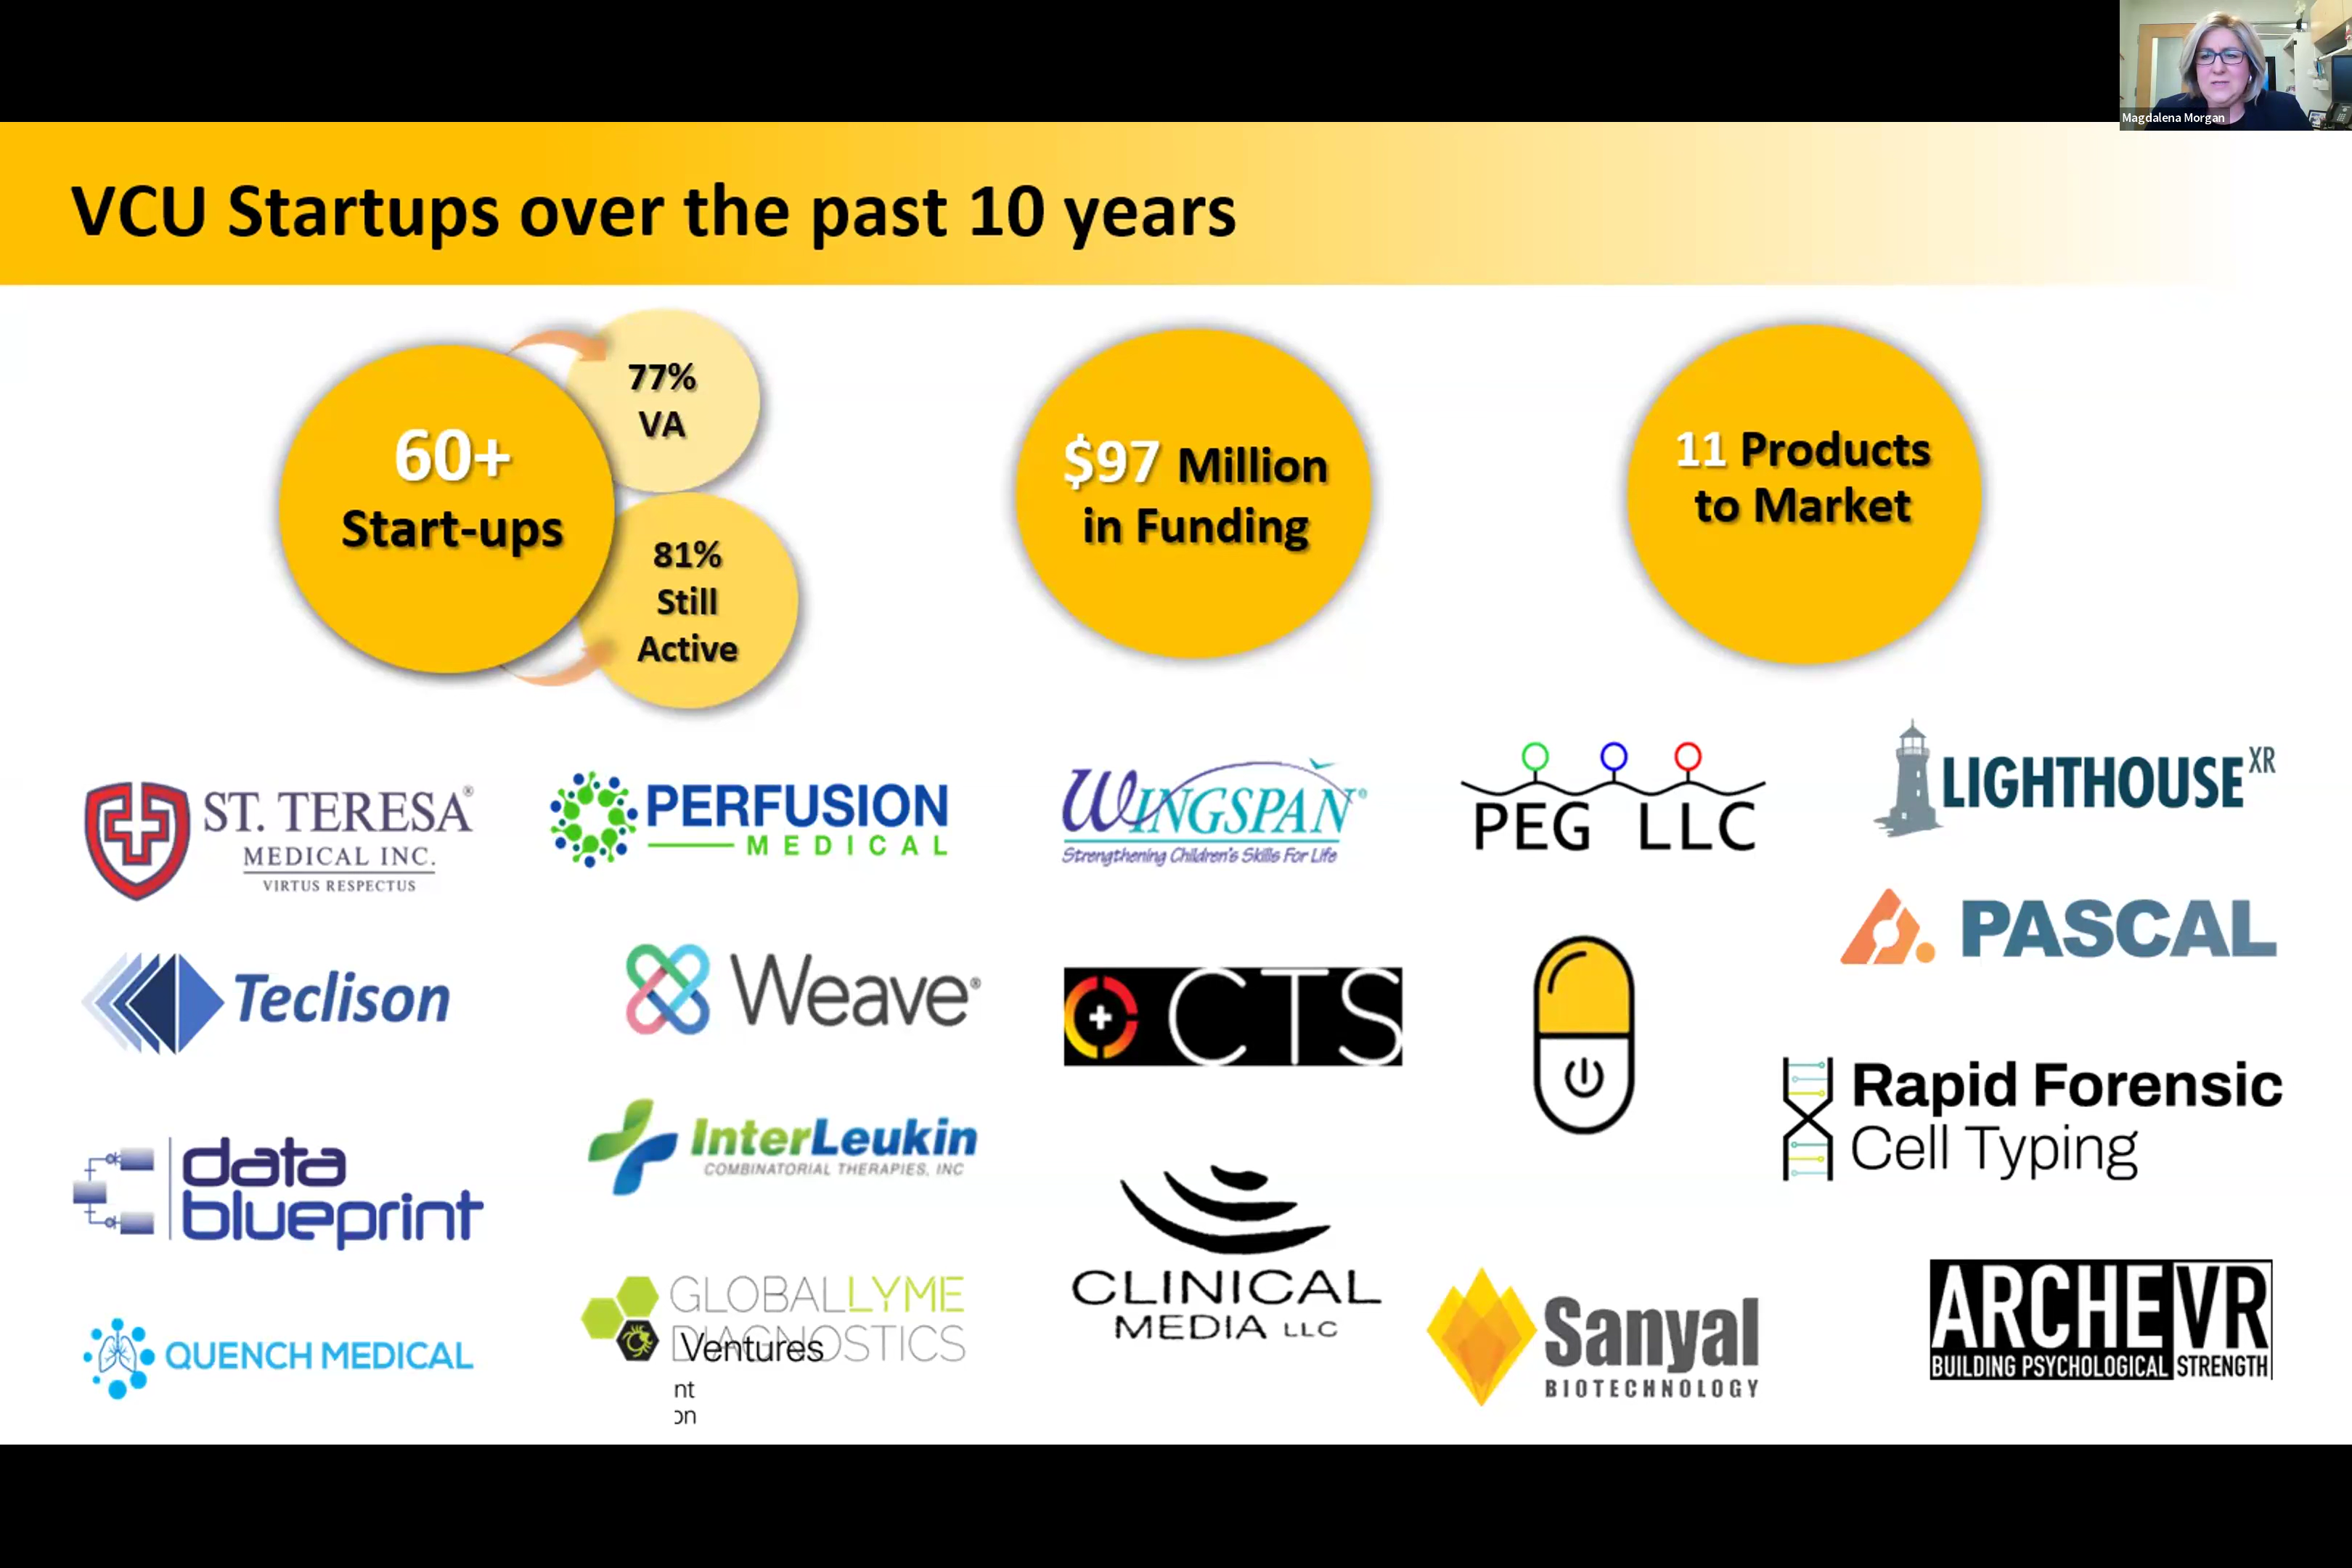 Magdalena Morgan
VCU Startups over the past 10 years
60+
Start-ups
77%
VA
81%
Still
Active
$97 Million
in Funding
11 Products
to Market
ST. TERESA®
MEDICAL INC.
VIRTUS RESPECTUS
PERFUSION
MEDICAL
WINGSPAN®
Strengthening Children's Skills For Life
PEG LLC
LIGHTHOUSE XR
PASCAL
Teclison
Weave®
CTS
Rapid Forensic
Cell Typing
data
blueprint
InterLeukin
COMBINATORIAL THERAPIES, INC
CLINICAL
MEDIA LLC
QUENCH MEDICAL
GLOBALLYME
DIAGNOSTICS
Ventures
nt
on
Sanyal
BIOTECHNOLOGY
ARCHEVR
BUILDING PSYCHOLOGICAL STRENGTH